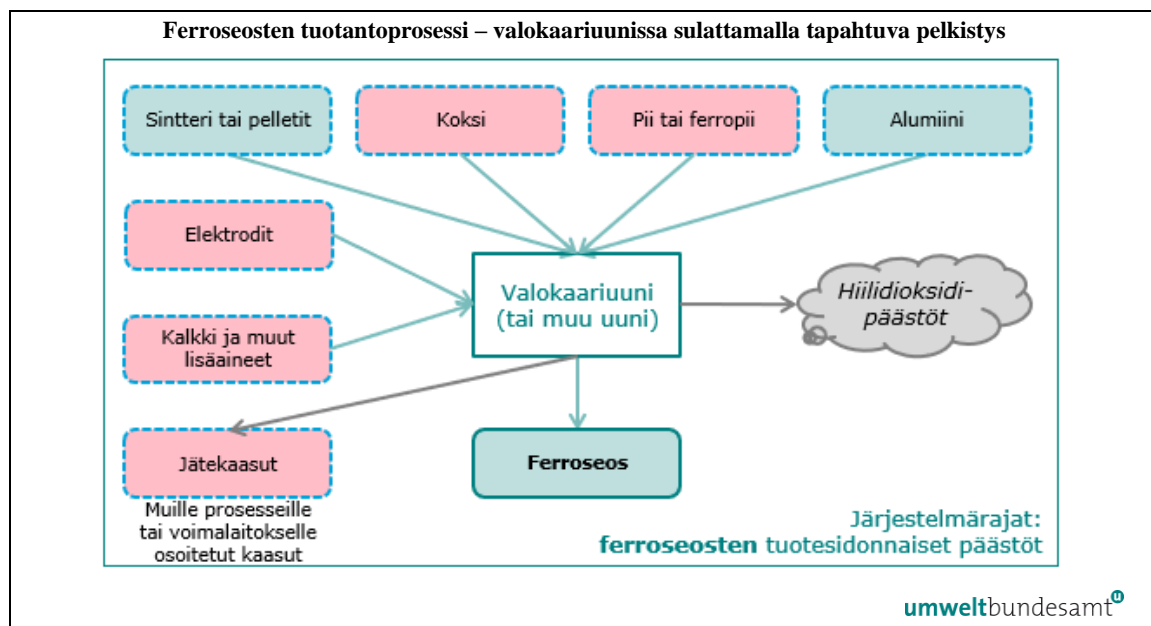 Ferroseosten tuotantoprosessi – valokaariuunissa sulattamalla tapahtuva pelkistys
Sintteri tai pelletit
Koksi
Pii tai ferropii
Alumiini
Elektrodit
Valokaariuuni
(tai muu uuni)
Hiilidioksidi-
päästöt
Kalkki ja muut
lisäaineet
Jätekaasut
Ferroseos
Muille prosesseille
tai voimalaitokselle
osoitetut kaasut
Järjestelmärajat:
ferroseosten tuotesidonnaiset päästöt
umweltbundesamt